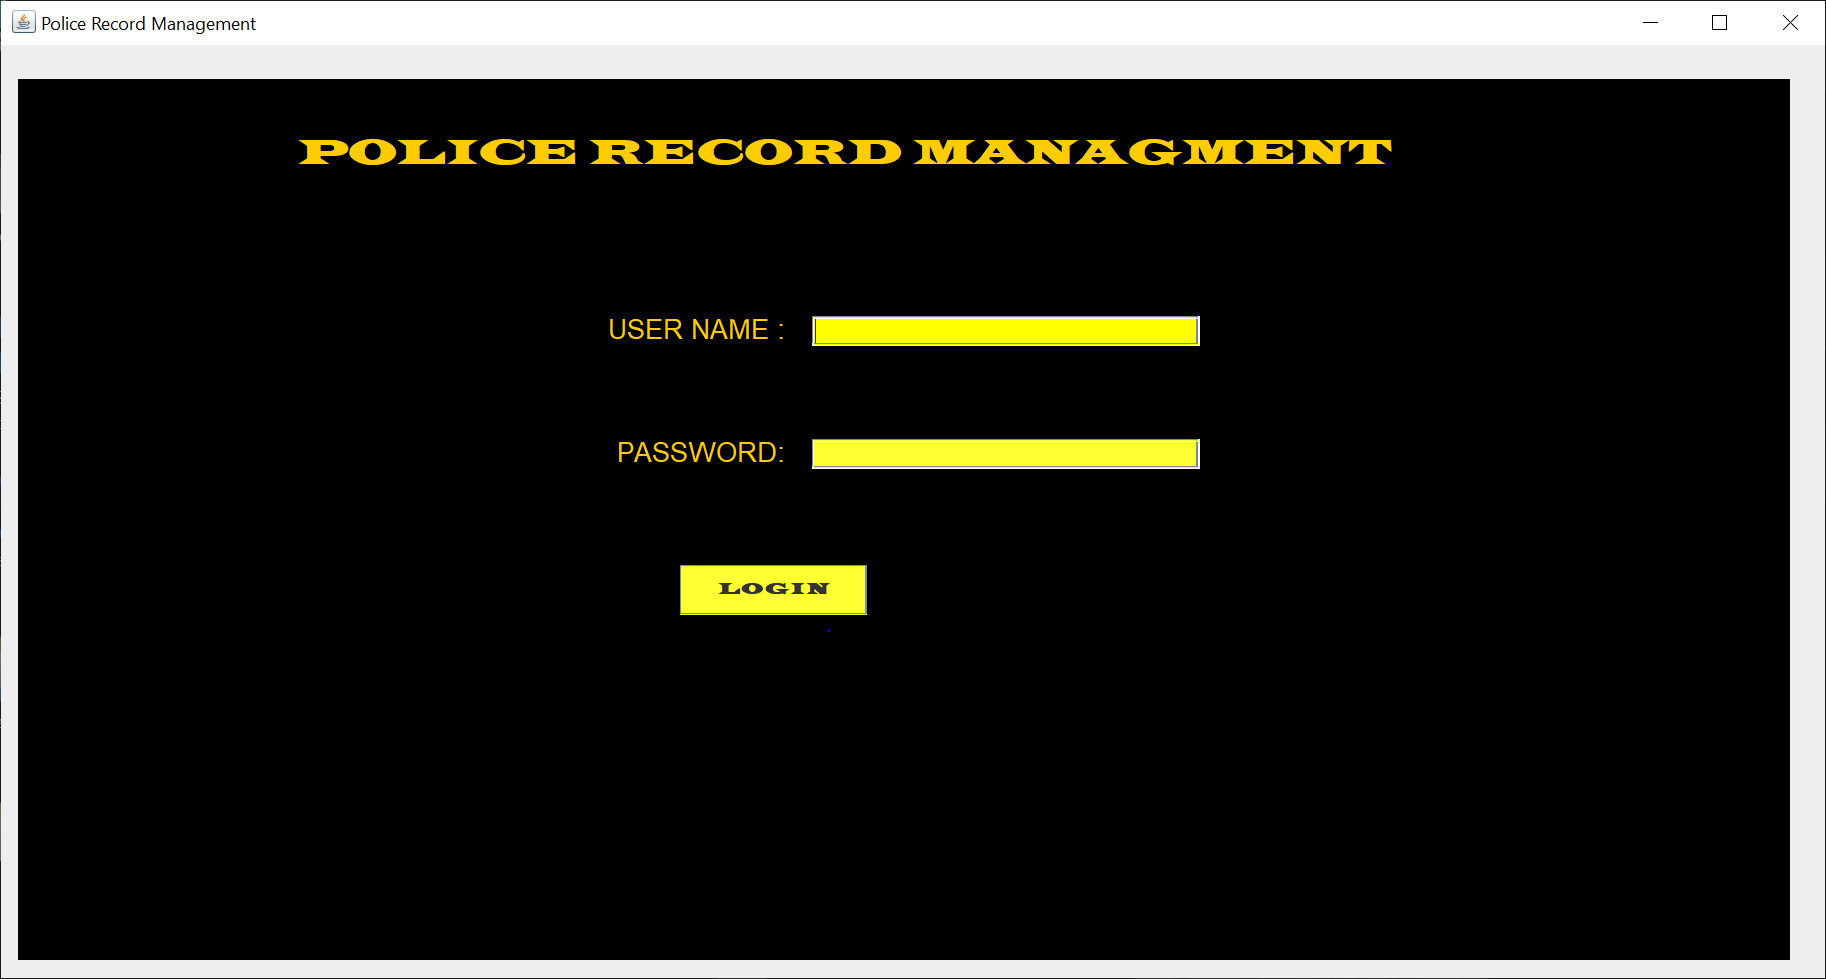 Police Record Management
POLICE RECORD MANAGMENT
USER NAME :
PASSWORD:
LOGIN